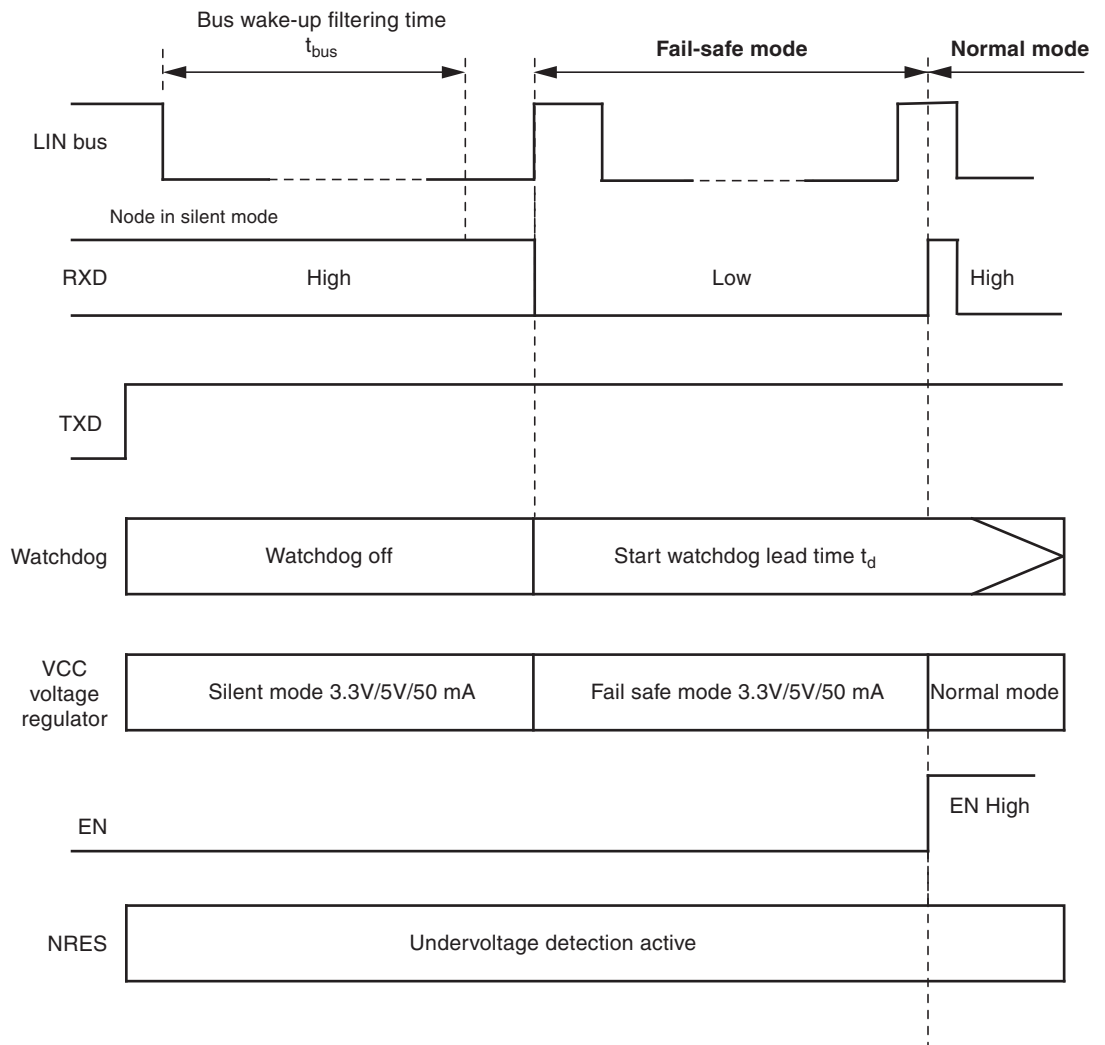 Bus wake-up filtering time
tbus
Fail-safe mode
Normal mode
LIN bus
Node in silent mode
RXD
High
Low
High
TXD
Watchdog
Watchdog off
Start watchdog lead time td
VCC
voltage
regulator
Silent mode 3.3V/5V/50 mA
Fail safe mode 3.3V/5V/50 mA
Normal mode
EN
EN High
NRES
Undervoltage detection active